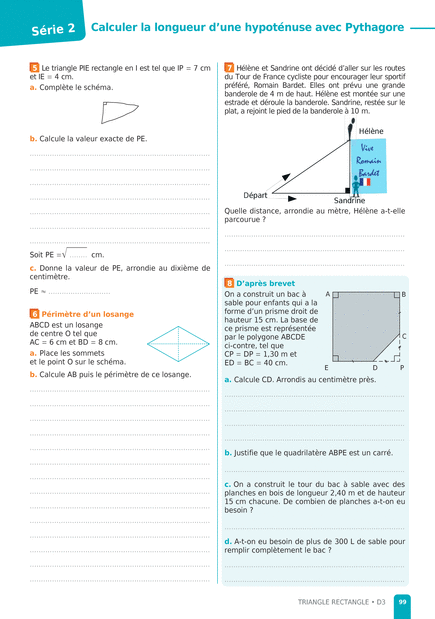 Série 2
Calculer la longueur d'une hypoténuse avec Pythagore
5 Le triangle PIE rectangle en I est tel que IP = 7 cm
et IE = 4 cm.
a. Complète le schéma.
b. Calcule la valeur exacte de PE.
Soit PE =√ ........ cm.
c. Donne la valeur de PE, arrondie au dixième de
centimètre.
PE ≈ ..........................
6 Périmètre d'un losange
ABCD est un losange
de centre O tel que
AC = 6 cm et BD = 8 cm.
a. Place les sommets
et le point O sur le schéma.
b. Calcule AB puis le périmètre de ce losange.
7 Hélène et Sandrine ont décidé d'aller sur les routes
du Tour de France cycliste pour encourager leur sportif
préféré, Romain Bardet. Elles ont prévu une grande
banderole de 4 m de haut. Hélène est montée sur une
estrade et déroule la banderole. Sandrine, restée sur le
plat, a rejoint le pied de la banderole à 10 m.
Hélène
Vive
Romain
Bardet
Départ
Sandrine
Quelle distance, arrondie au mètre, Hélène a-t-elle
parcourue ?
8 D'après brevet
On a construit un bac à
sable pour enfants qui a la
forme d'un prisme droit de
hauteur 15 cm. La base de
ce prisme est représentée
par le polygone ABCDE
ci-contre, tel que
CP = DP = 1,30 m et
ED = BC = 40 cm.
A
B
C
E
D
P
a. Calcule CD. Arrondis au centimètre près.
b. Justifie que le quadrilatère ABPE est un carré.
c. On a construit le tour du bac à sable avec des
planches en bois de longueur 2,40 m et de hauteur
15 cm chacune. De combien de planches a-t-on eu
besoin ?
d. A-t-on eu besoin de plus de 300 L de sable pour
remplir complètement le bac ?
TRIANGLE RECTANGLE • D3
99